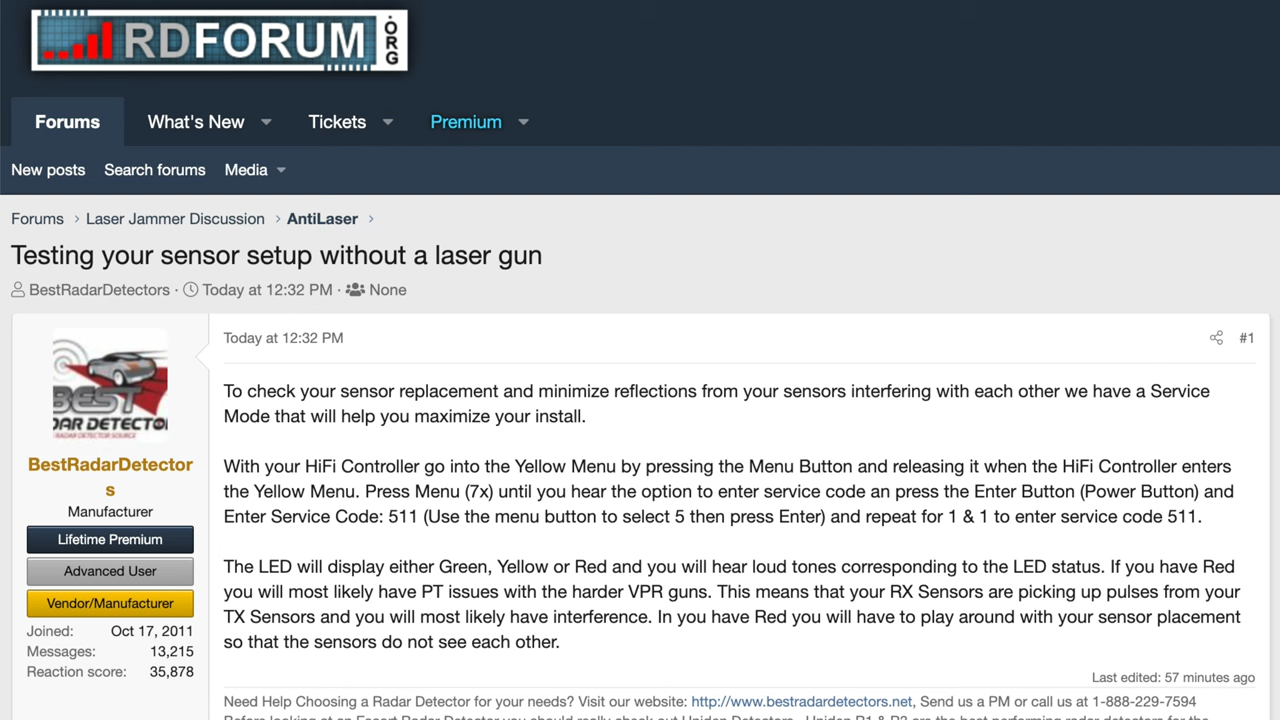 RDFORUM .ORG
Forums What's New Tickets Premium
New posts Search forums Media
Forums › Laser Jammer Discussion › AntiLaser ›
Testing your sensor setup without a laser gun
BestRadarDetectors · Today at 12:32 PM · None
Today at 12:32 PM #1
BEST
DAR DETECTO
RADAR DETECTOR SOURCE
BestRadarDetector
s
Manufacturer
Lifetime Premium
Advanced User
Vendor/Manufacturer
Joined: Oct 17, 2011
Messages: 13,215
Reaction score: 35,878
To check your sensor replacement and minimize reflections from your sensors interfering with each other we have a Service
Mode that will help you maximize your install.
With your HiFi Controller go into the Yellow Menu by pressing the Menu Button and releasing it when the HiFi Controller enters
the Yellow Menu. Press Menu (7x) until you hear the option to enter service code an press the Enter Button (Power Button) and
Enter Service Code: 511 (Use the menu button to select 5 then press Enter) and repeat for 1 & 1 to enter service code 511.
The LED will display either Green, Yellow or Red and you will hear loud tones corresponding to the LED status. If you have Red
you will most likely have PT issues with the harder VPR guns. This means that your RX Sensors are picking up pulses from your
TX Sensors and you will most likely have interference. In you have Red you will have to play around with your sensor placement
so that the sensors do not see each other.
Last edited: 57 minutes ago
Need Help Choosing a Radar Detector for your needs? Visit our website: http://www.bestradardetectors.net, Send us a PM or call us at 1-888-229-7594